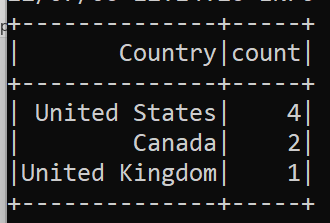 +--------------+-----+
|       Country|count|
+--------------+-----+
| United States|    4|
|        Canada|    2|
|United Kingdom|    1|
+--------------+-----+